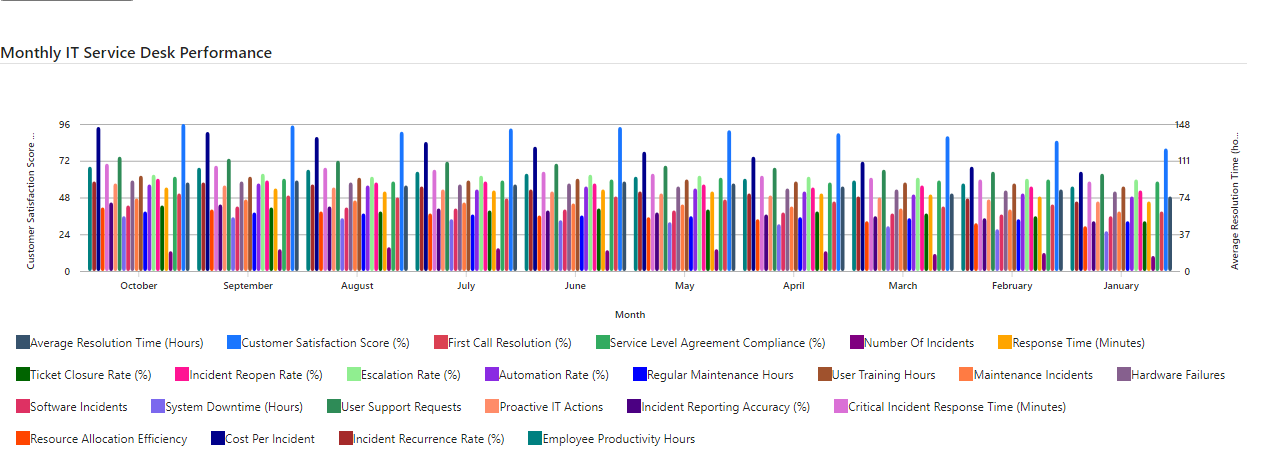 Monthly IT Service Desk Performance
Customer Satisfaction Score ...
Average Resolution Time (ho...
96 148
72 111
48 74
24 37
0 0
October September August July June May April March February January
Month
Average Resolution Time (Hours) Customer Satisfaction Score (%) First Call Resolution (%) Service Level Agreement Compliance (%) Number Of Incidents Response Time (Minutes)
Ticket Closure Rate (%) Incident Reopen Rate (%) Escalation Rate (%) Automation Rate (%) Regular Maintenance Hours User Training Hours Maintenance Incidents Hardware Failures
Software Incidents System Downtime (Hours) User Support Requests Proactive IT Actions Incident Reporting Accuracy (%) Critical Incident Response Time (Minutes)
Resource Allocation Efficiency Cost Per Incident Incident Recurrence Rate (%) Employee Productivity Hours